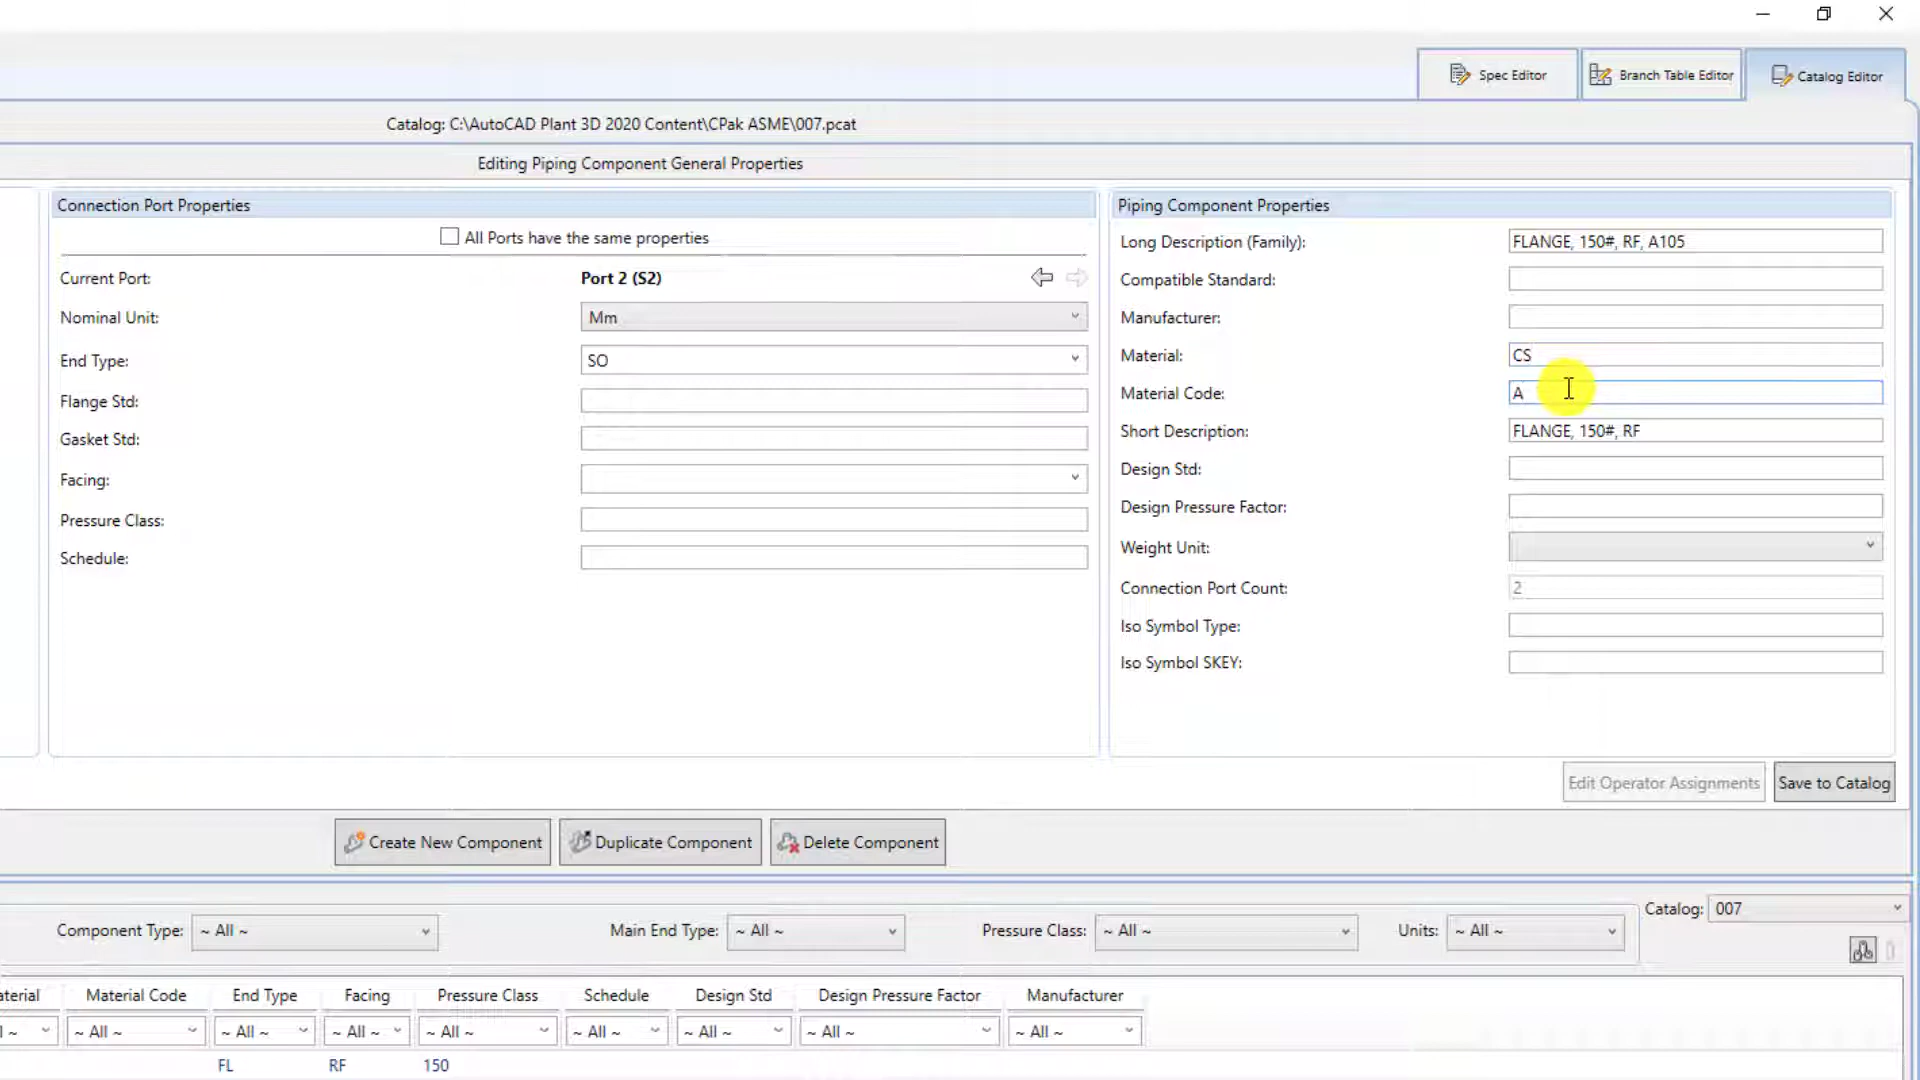 Spec Editor
Branch Table Editor
Catalog Editor
Catalog: C:\AutoCAD Plant 3D 2020 Content\CPak ASME\007.pcat
Editing Piping Component General Properties
Connection Port Properties
All Ports have the same properties
Current Port: Port 2 (S2)
Nominal Unit: Mm
End Type: SO
Flange Std:
Gasket Std:
Facing:
Pressure Class:
Schedule:
Piping Component Properties
Long Description (Family): FLANGE, 150#, RF, A105
Compatible Standard:
Manufacturer:
Material: CS
Material Code: A
Short Description: FLANGE, 150#, RF
Design Std:
Design Pressure Factor:
Weight Unit:
Connection Port Count: 2
Iso Symbol Type:
Iso Symbol SKEY:
Edit Operator Assignments Save to Catalog
Create New Component Duplicate Component Delete Component
Component Type: ~ All ~ Main End Type: ~ All ~ Pressure Class: ~ All ~ Units: ~ All ~ Catalog: 007
aterial Material Code End Type Facing Pressure Class Schedule Design Std Design Pressure Factor Manufacturer
l ~ ~ All ~ ~ All ~ ~ All ~ ~ All ~ ~ All ~ ~ All ~ ~ All ~ ~ All ~
FL RF 150